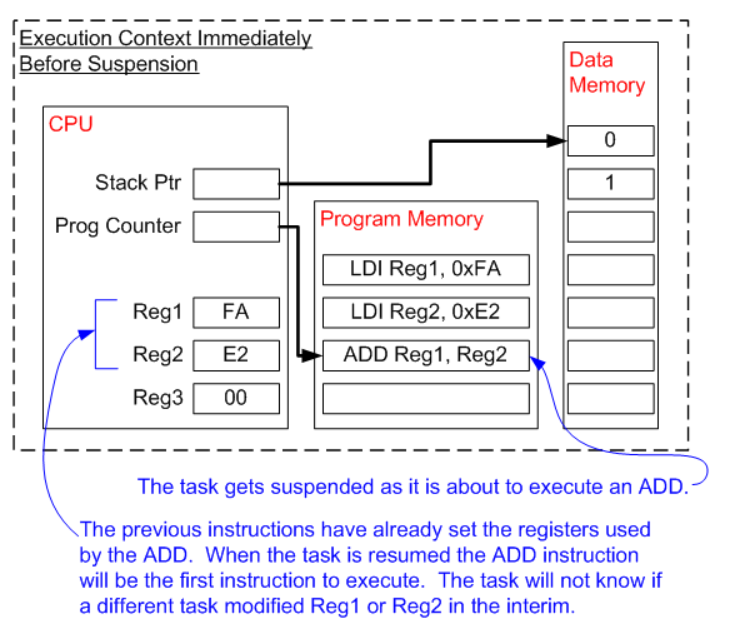 Execution Context Immediately
Before Suspension
Data
Memory
CPU
0
Stack Ptr
1
Prog Counter
Program Memory
LDI Reg1, 0xFA
Reg1
FA
LDI Reg2, 0xE2
Reg2
E2
ADD Reg1, Reg2
Reg3
00
The task gets suspended as it is about to execute an ADD.
The previous instructions have already set the registers used
by the ADD.  When the task is resumed the ADD instruction
will be the first instruction to execute.  The task will not know if
a different task modified Reg1 or Reg2 in the interim.